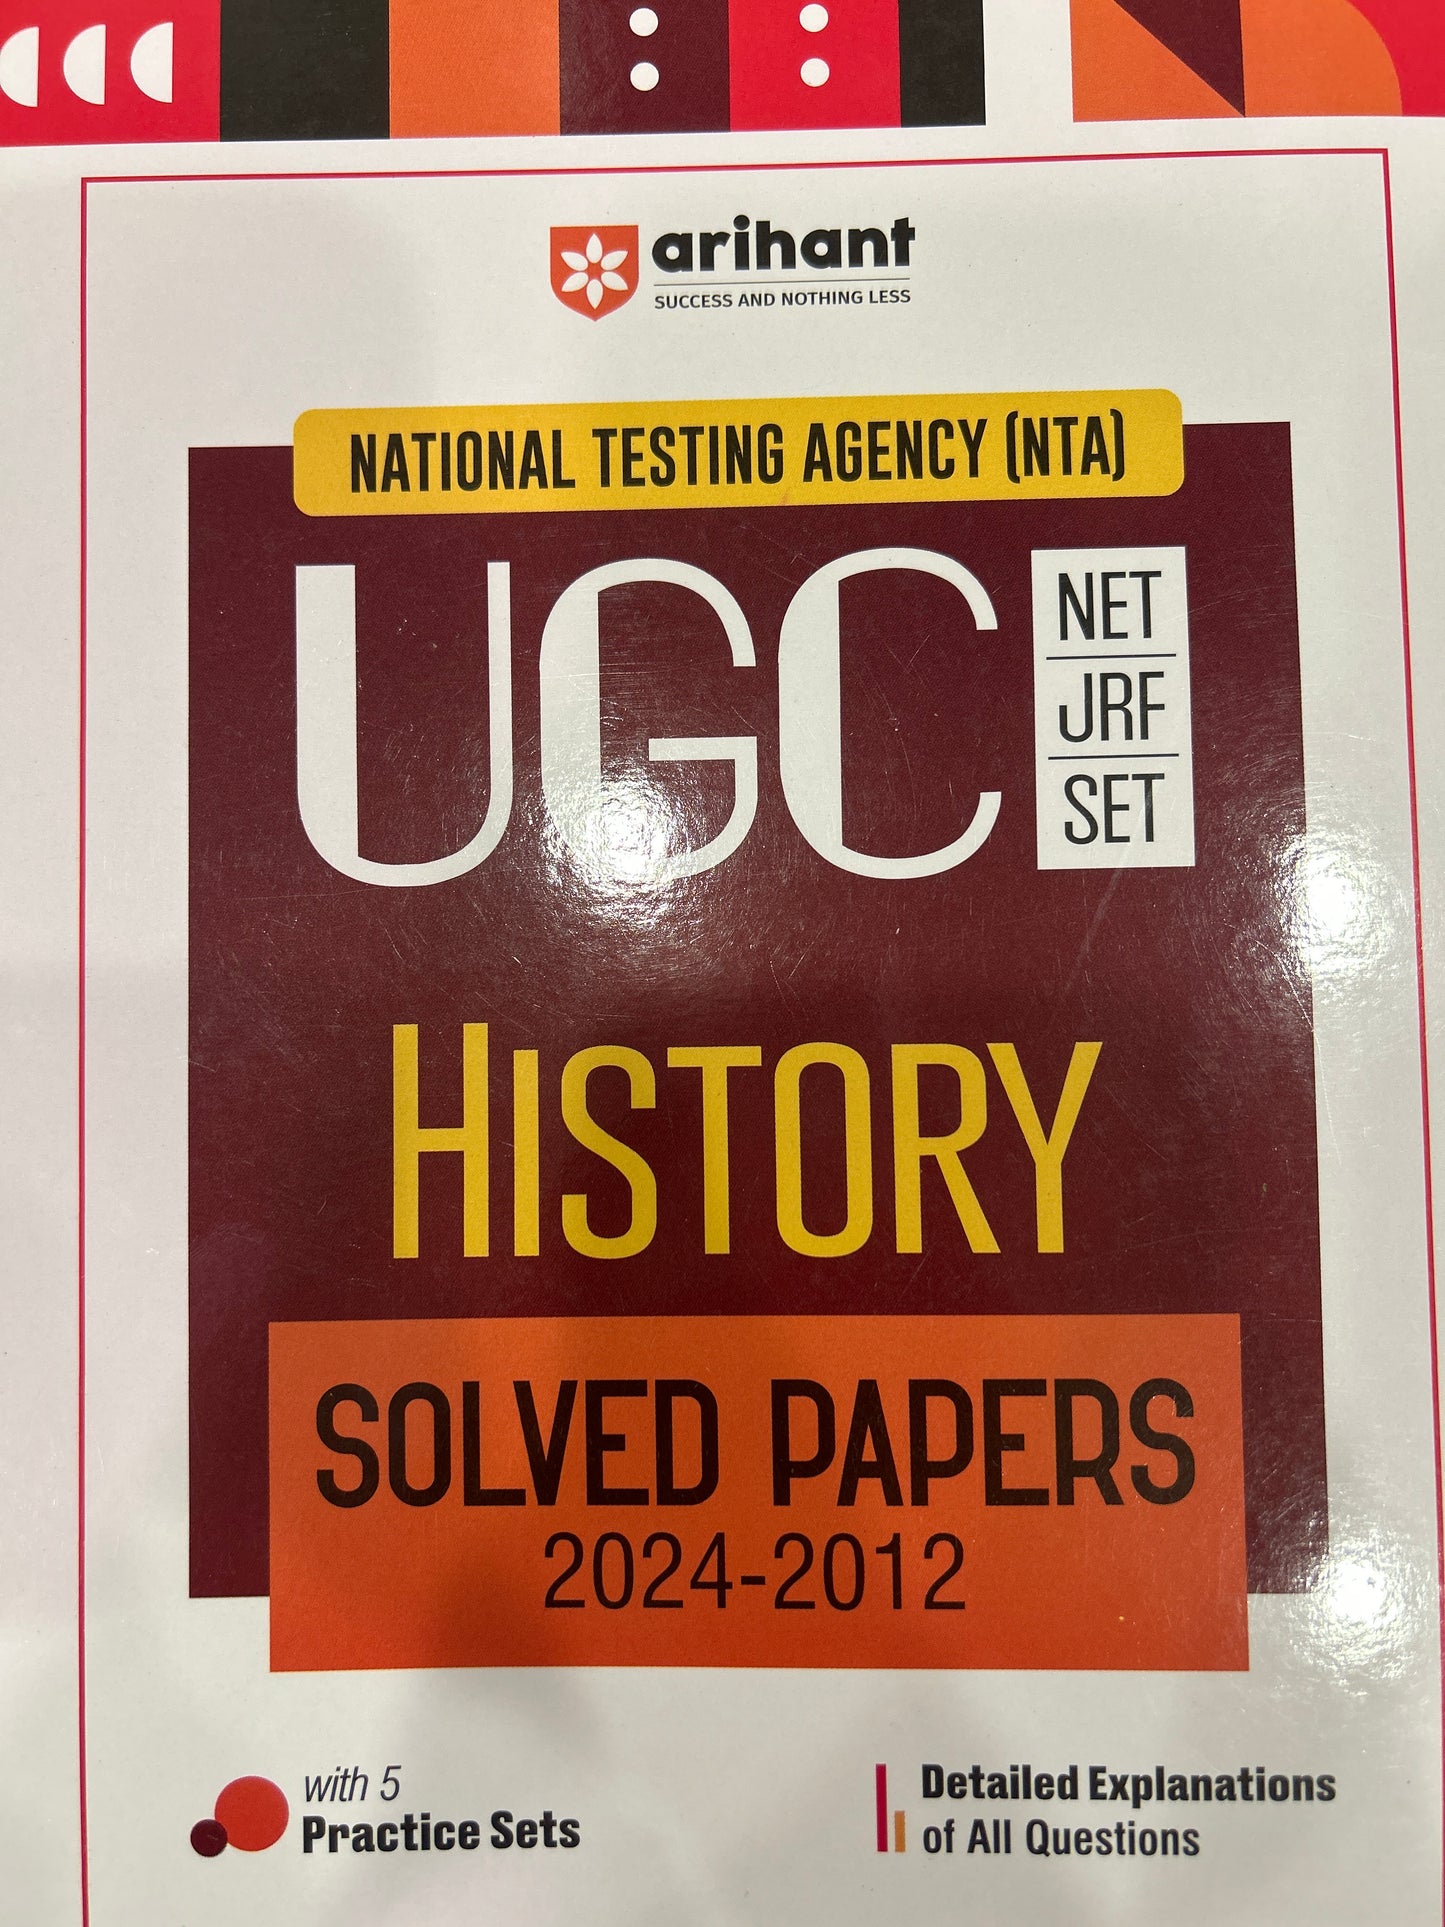 arihant
SUCCESS AND NOTHING LESS
NATIONAL TESTING AGENCY (NTA)
UGC
NET
JRF
SET
HISTORY
SOLVED PAPERS
2024-2012
with 5
Practice Sets
Detailed Explanations
of All Questions